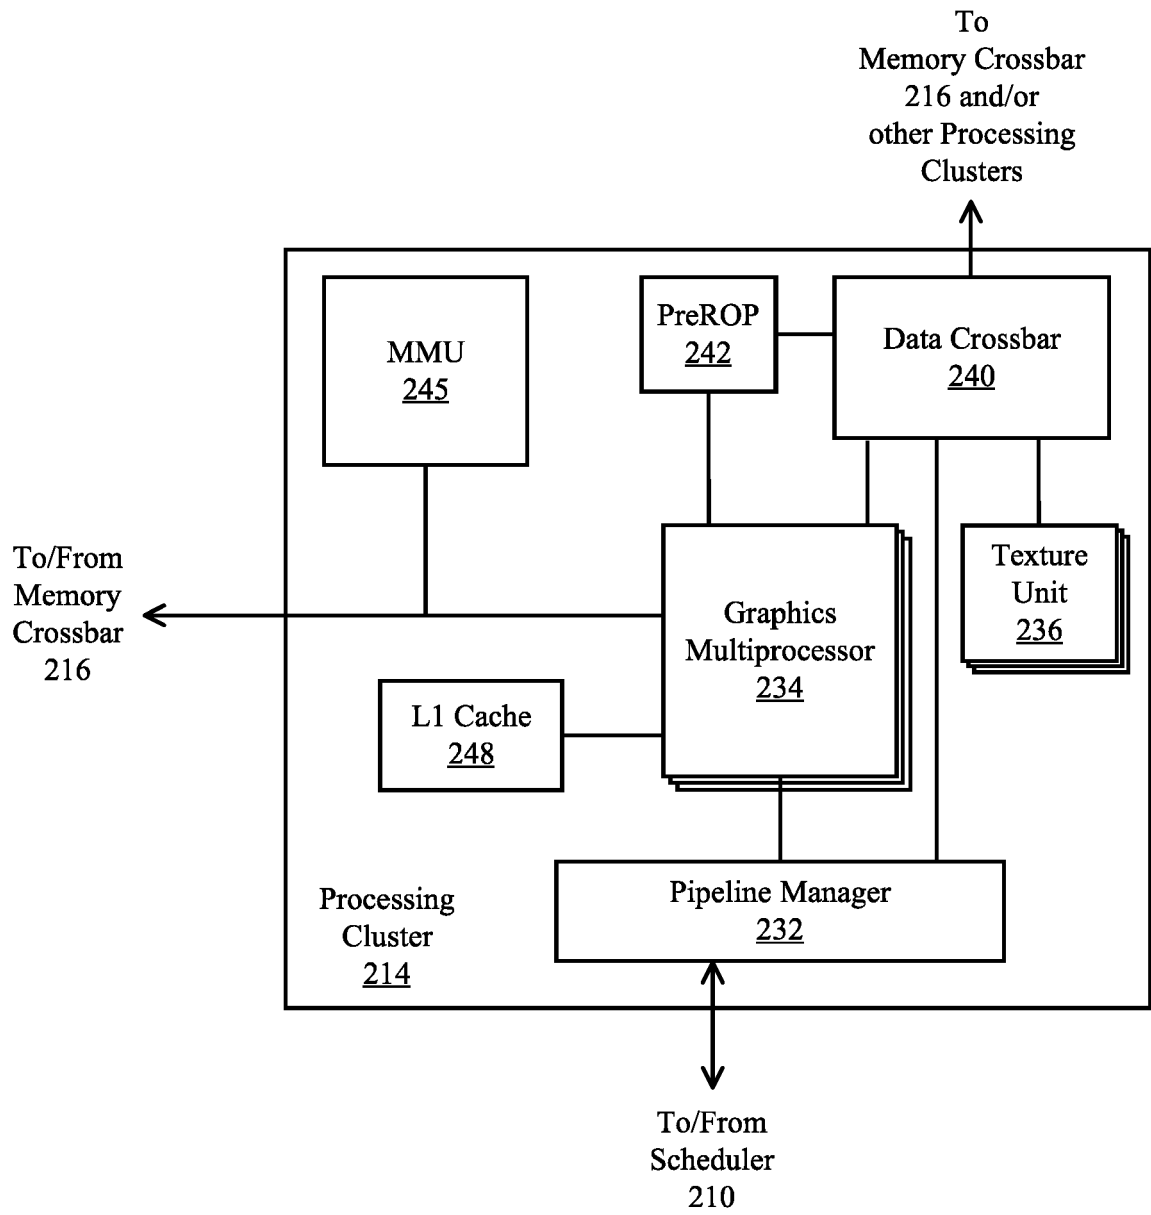 To
Memory Crossbar
216 and/or
other Processing
Clusters
MMU
245
PreROP
242
Data Crossbar
240
To/From
Memory
Crossbar
216
Graphics
Multiprocessor
234
Texture
Unit
236
L1 Cache
248
Processing
Cluster
214
Pipeline Manager
232
To/From
Scheduler
210